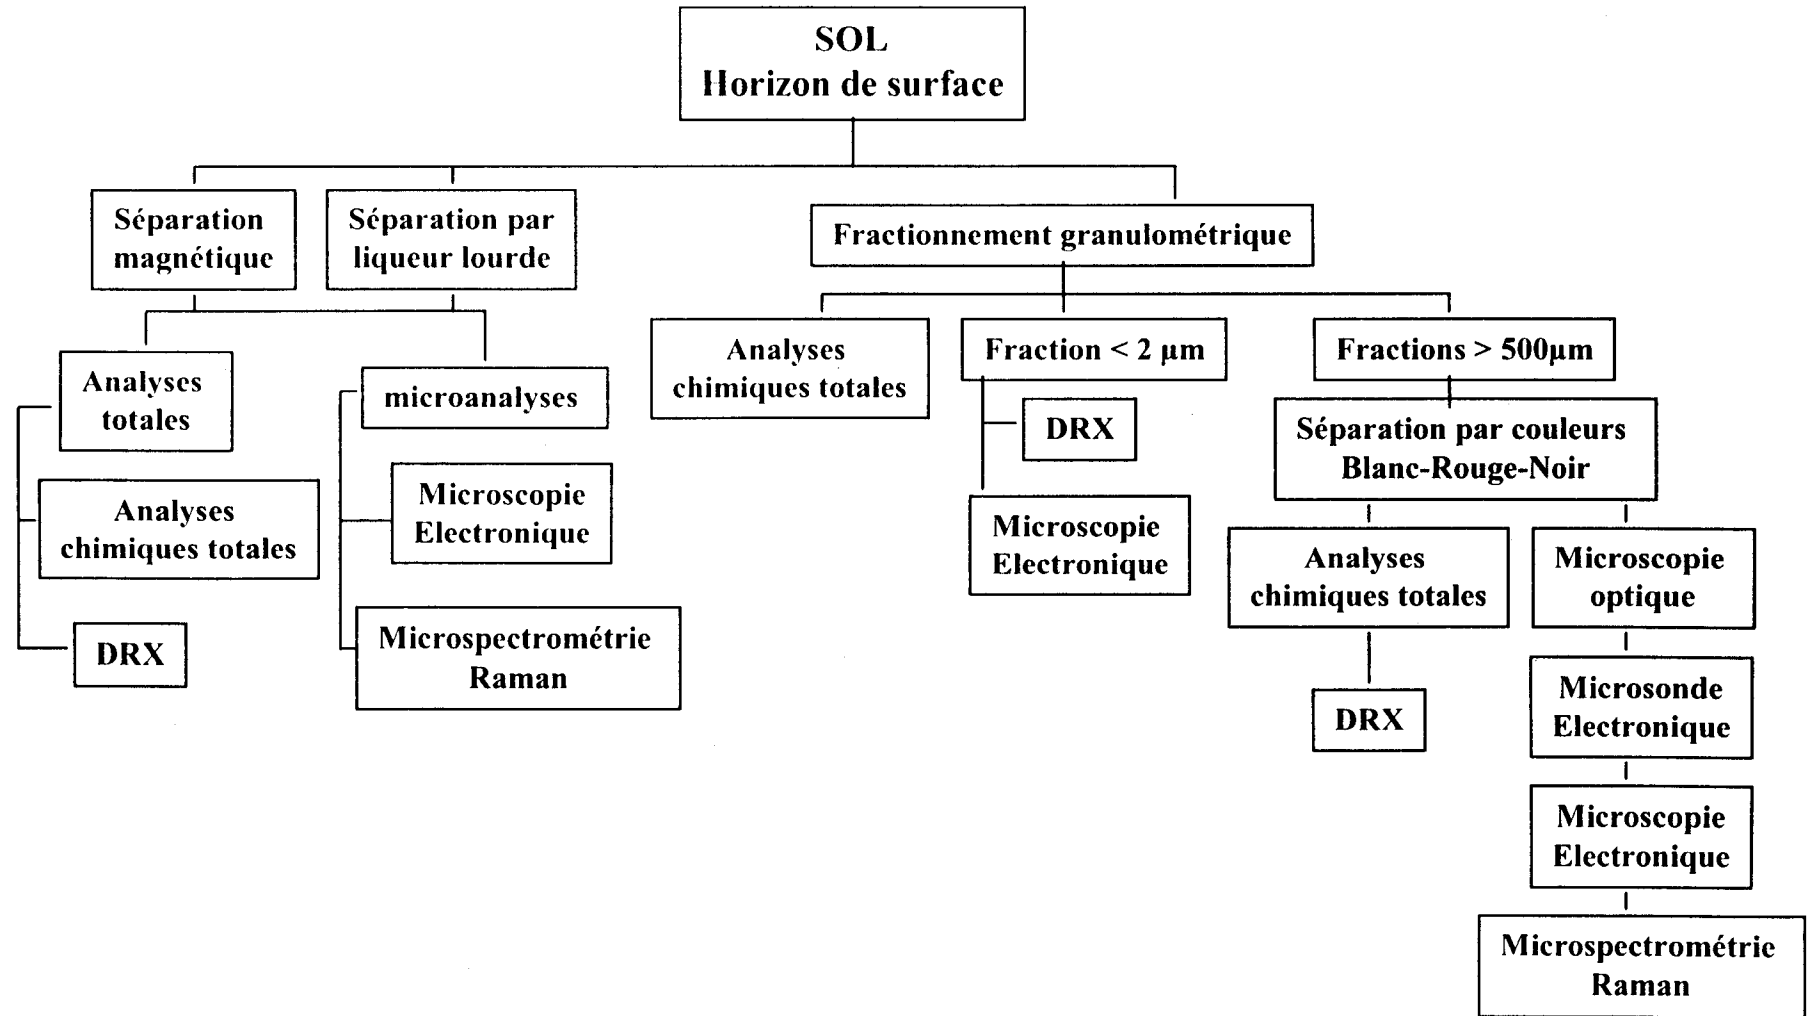 SOL
Horizon de surface
Séparation
magnétique
Séparation par
liqueur lourde
Fractionnement granulométrique
Analyses
totales
microanalyses
Analyses
chimiques totales
Fraction < 2 µm
Fractions > 500µm
DRX
Séparation par couleurs
Blanc-Rouge-Noir
Analyses
chimiques totales
Microscopie
Electronique
Microscopie
Electronique
Analyses
chimiques totales
Microscopie
optique
DRX
Microspectrométrie
Raman
DRX
Microsonde
Electronique
Microscopie
Electronique
Microspectrométrie
Raman